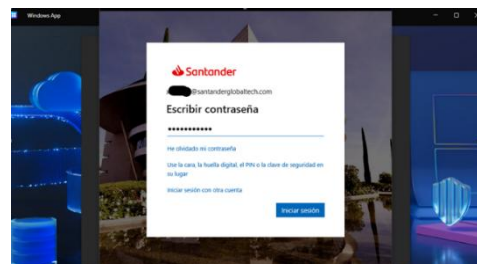 Windows App
Santander
@santanderglobaltech.com
Escribir contraseña
He olvidado mi contraseña
Use la cara, la huella digital, el PIN o la clave de seguridad en
su lugar
Iniciar sesión con otra cuenta
Iniciar sesión